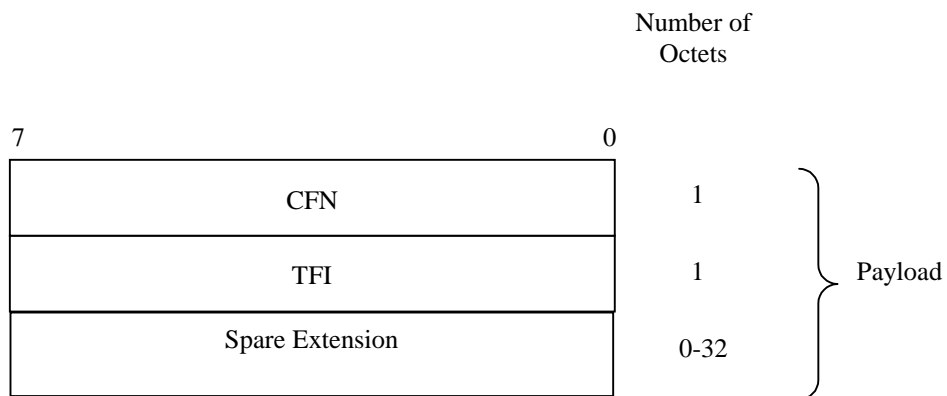 Number of
Octets
7 0
CFN 1
TFI 1
Payload
Spare Extension 0-32